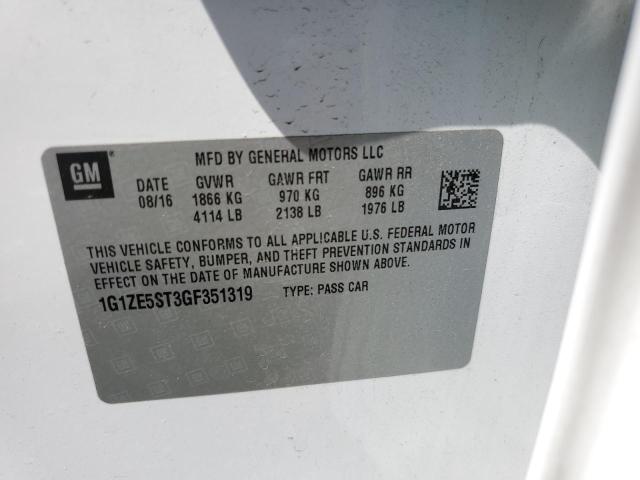 GM
MFD BY GENERAL MOTORS LLC
DATE GVWR GAWR FRT GAWR RR
08/16 1866 KG 970 KG 896 KG
4114 LB 2138 LB 1976 LB
THIS VEHICLE CONFORMS TO ALL APPLICABLE U.S. FEDERAL MOTOR
VEHICLE SAFETY, BUMPER, AND THEFT PREVENTION STANDARDS IN
EFFECT ON THE DATE OF MANUFACTURE SHOWN ABOVE.
1G1ZE5ST3GF351319 TYPE: PASS CAR